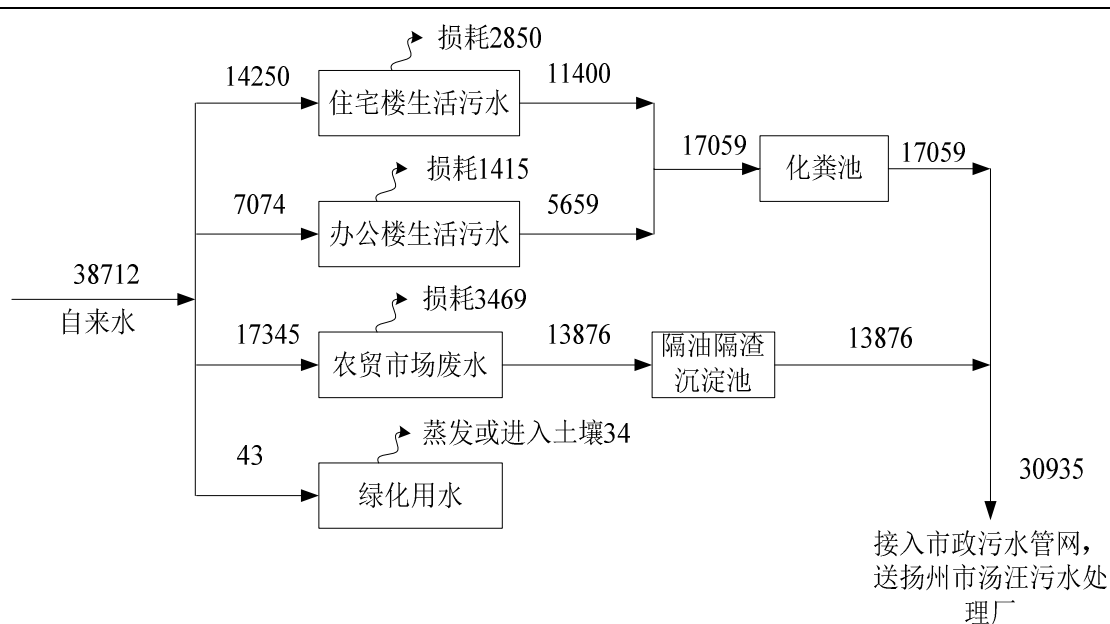 损耗2850
14250
住宅楼生活污水
11400
17059
化粪池
17059
损耗1415
7074
办公楼生活污水
5659
38712
自来水
损耗3469
17345
农贸市场废水
13876
隔油隔渣
沉淀池
13876
蒸发或进入土壤34
43
绿化用水
30935
接入市政污水管网，
送扬州市汤汪污水处
理厂